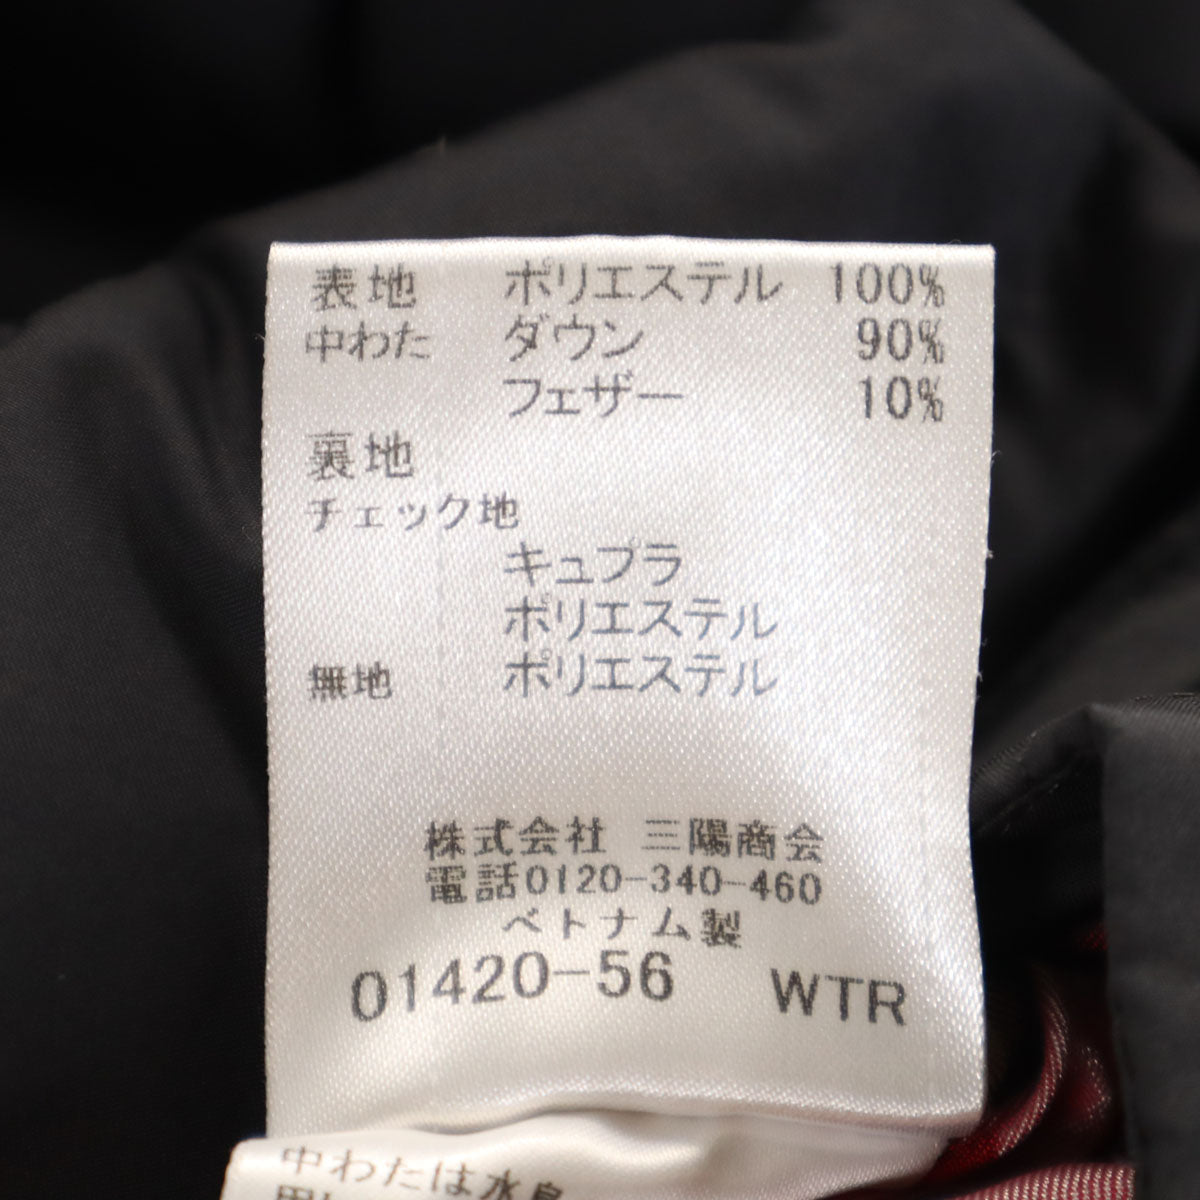 表地 ポリエステル 100%
中わた ダウン 90%
フェザー 10%
裏地
チェック地
キュプラ
ポリエステル
無地 ポリエステル
株式会社 三陽商会
電話0120-340-460
ベトナム製
01420-56 WTR
中わたは水鳥